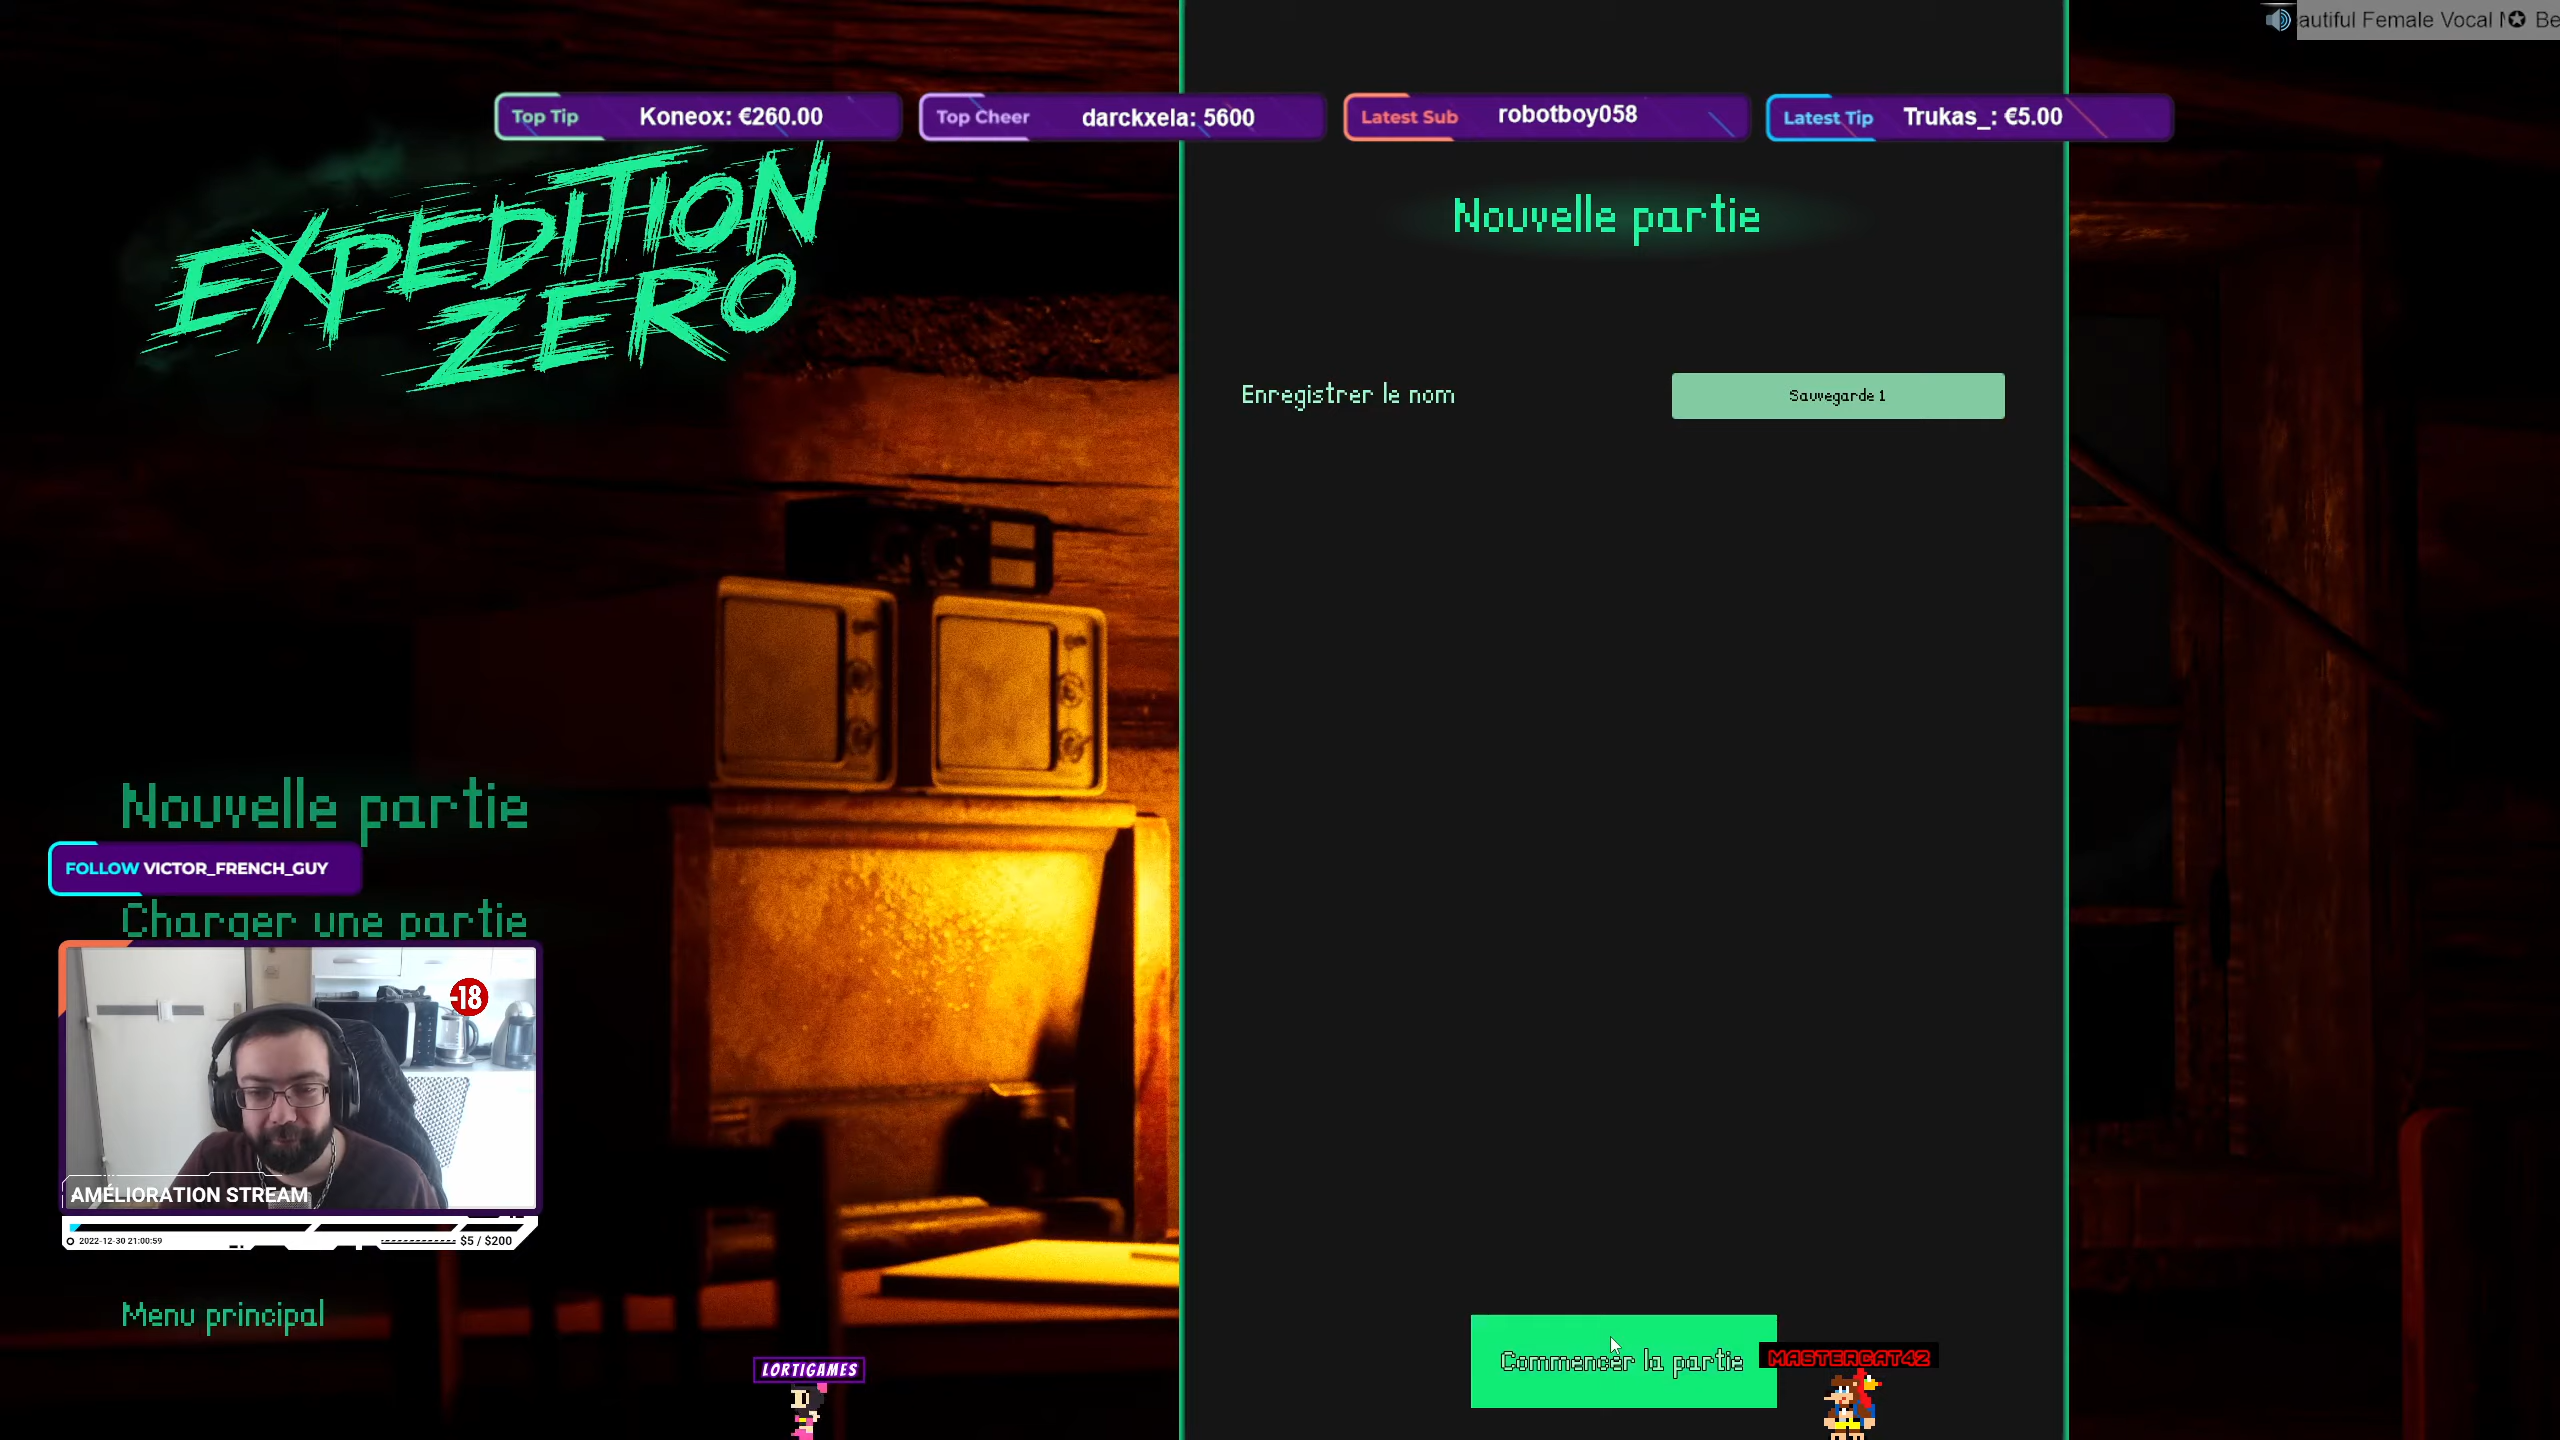 autiful Female Vocal M✪ Be
Top Tip Koneox: €260.00
Top Cheer darckxela: 5600
Latest Sub robotboy058
Latest Tip Trukas_: €5.00
EXPEDITION
ZERO
Nouvelle partie
Enregistrer le nom
Sauvegarde 1
Nouvelle partie
FOLLOW VICTOR_FRENCH_GUY
Charger une partie
-18
AMÉLIORATION STREAM
2022-12-30 21:00:59
$5 / $200
Menu principal
Commencer la partie
LORTIGAMES
MASTERCAT42